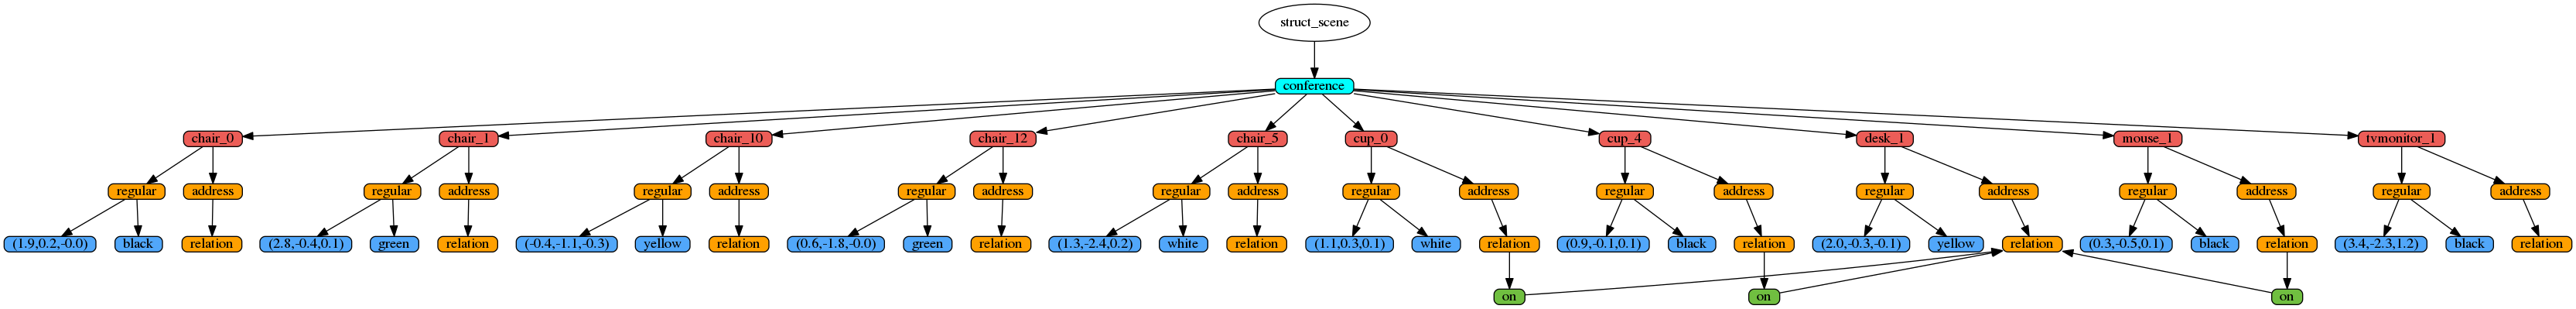 struct_scene
conference
chair_0 chair_1 chair_10 chair_12 chair_5 cup_0 cup_4 desk_1 mouse_1 tvmonitor_1
regular address regular address regular address regular address regular address regular address regular address regular address regular address regular address
(1.9,0.2,-0.0) black relation (2.8,-0.4,0.1) green relation (-0.4,-1.1,-0.3) yellow relation (0.6,-1.8,-0.0) green relation (1.3,-2.4,0.2) white relation (1.1,0.3,0.1) white relation (0.9,-0.1,0.1) black relation (2.0,-0.3,-0.1) yellow relation (0.3,-0.5,0.1) black relation (3.4,-2.3,1.2) black relation
on on on